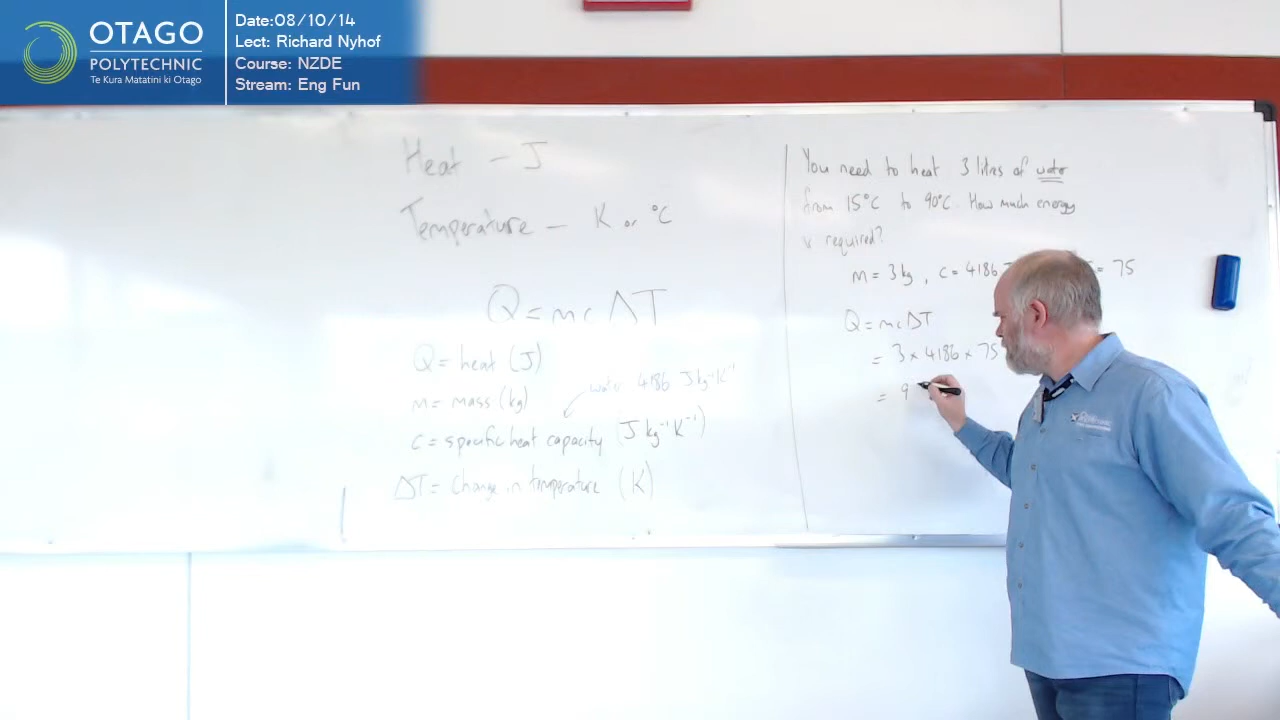 OTAGO
POLYTECHNIC
Te Kura Matatini ki Otago
Date:08/10/14
Lect: Richard Nyhof
Course: NZDE
Stream: Eng Fun
Heat - J
Temperature - K or °C
Q = mcΔT
Q = heat (J)
water 4186 J kg⁻¹ K⁻¹
m = mass (kg)
c = specific heat capacity (J kg⁻¹ K⁻¹)
ΔT = change in temperature (K)
You need to heat 3 litres of water
from 15°C to 90°C. How much energy
is required?
m = 3 kg, c = 4186 = 75
Q = mcΔT
= 3 × 4186 × 75
= 9